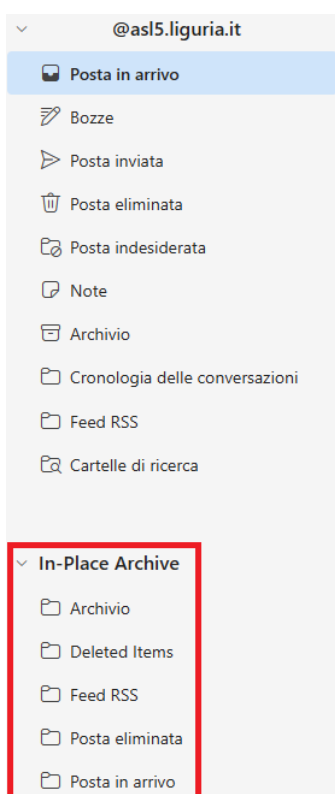 @asl5.liguria.it
Posta in arrivo
Bozze
Posta inviata
Posta eliminata
Posta indesiderata
Note
Archivio
Cronologia delle conversazioni
Feed RSS
Cartelle di ricerca
In-Place Archive
Archivio
Deleted Items
Feed RSS
Posta eliminata
Posta in arrivo